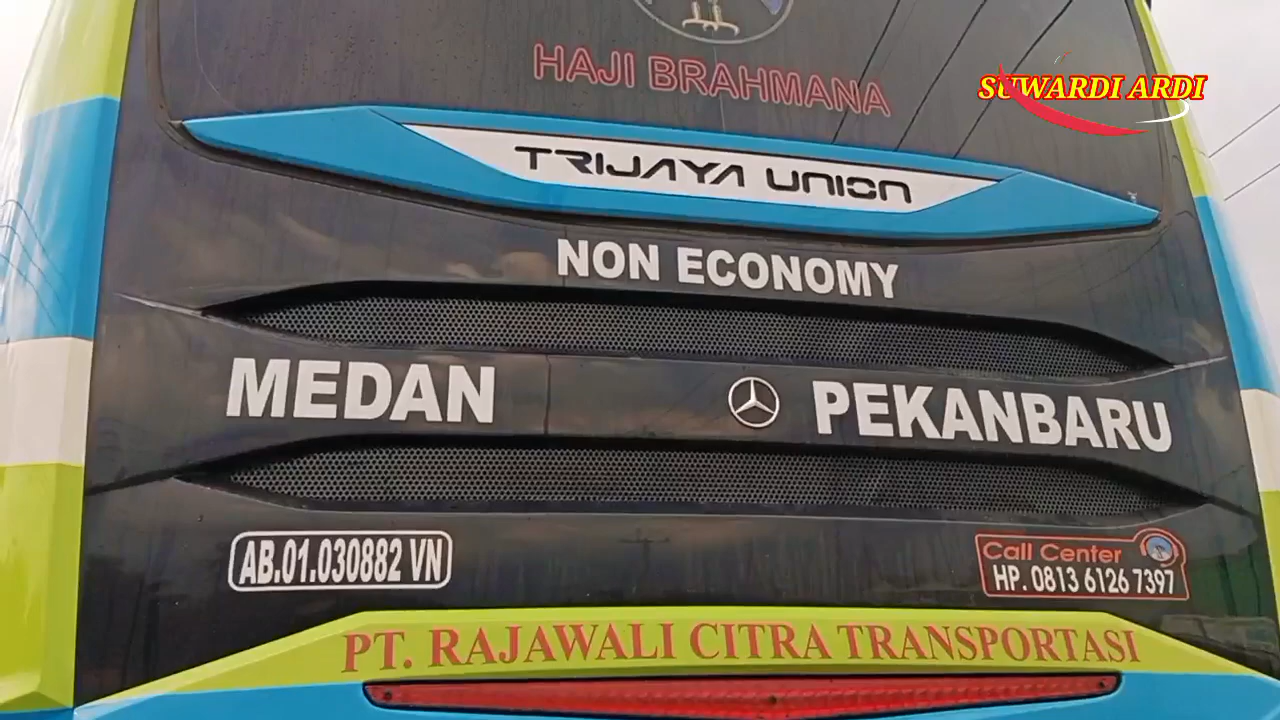 HAJI BRAHMANA
SUWARDI ARDI
TRIJAYA UNION
NON ECONOMY
MEDAN PEKANBARU
AB.01.030882 VN
Call Center
HP. 0813 6126 7397
PT. RAJAWALI CITRA TRANSPORTASI